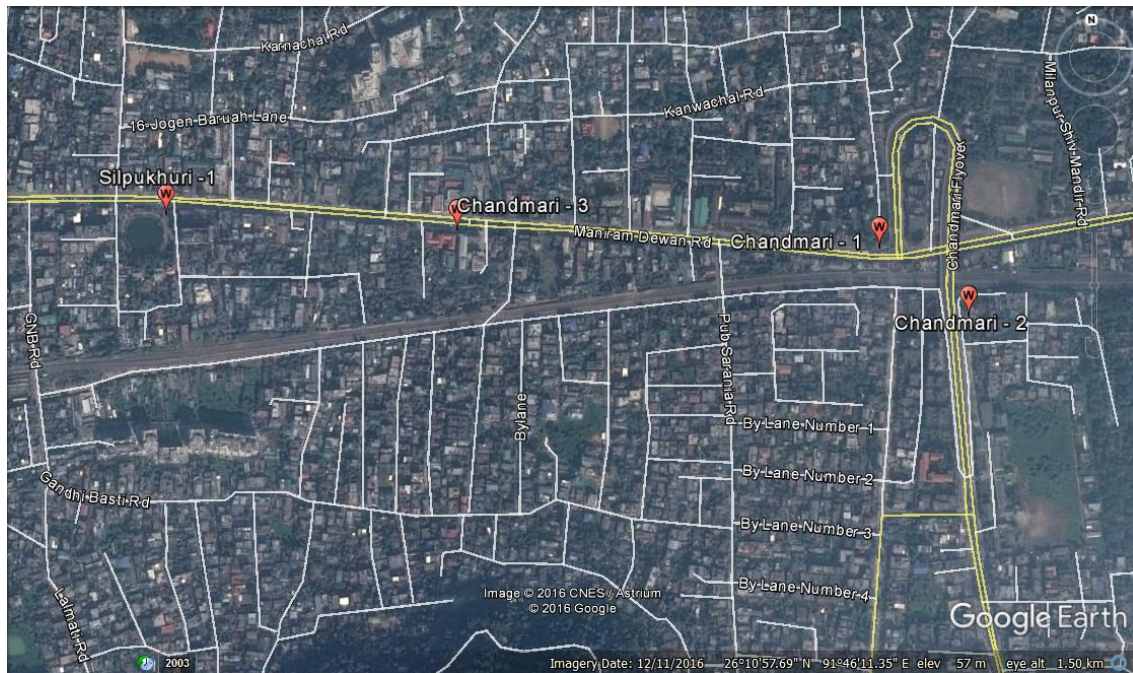 N
Karnachal Rd
Milanpur Shiv Mandir Rd
Kanwachal Rd
16-Jogen Baruah Lane
Chandmari Flyover
Silpukhuri -1
W
W
Chandmari - 3
W
Maniram Dewan Rd
Chandmari - 1
W
Chandmari - 2
GNB Rd
Pub Sarania Rd
Bylane
By Lane Number 1
By Lane Number 2
Gandhi Basti Rd
By Lane Number 3
By Lane Number 4
Lalmati Rd
Image © 2016 CNES / Astrium
© 2016 Google
Google Earth
2003
Imagery Date: 12/11/2016 26°10'57.69" N 91°46'11.35" E elev 57 m eye alt 1.50 km